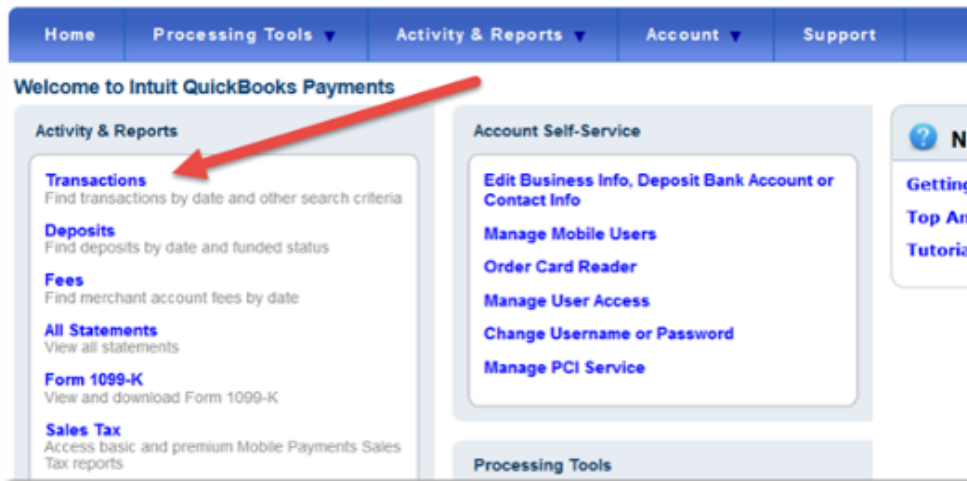 Home Processing Tools Activity & Reports Account Support
Welcome to Intuit QuickBooks Payments
Activity & Reports
Transactions
Find transactions by date and other search criteria
Deposits
Find deposits by date and funded status
Fees
Find merchant account fees by date
All Statements
View all statements
Form 1099-K
View and download Form 1099-K
Sales Tax
Access basic and premium Mobile Payments Sales
Tax reports
Account Self-Service
Edit Business Info, Deposit Bank Account or
Contact Info
Manage Mobile Users
Order Card Reader
Manage User Access
Change Username or Password
Manage PCI Service
Processing Tools
? N
Getting
Top An
Tutoria